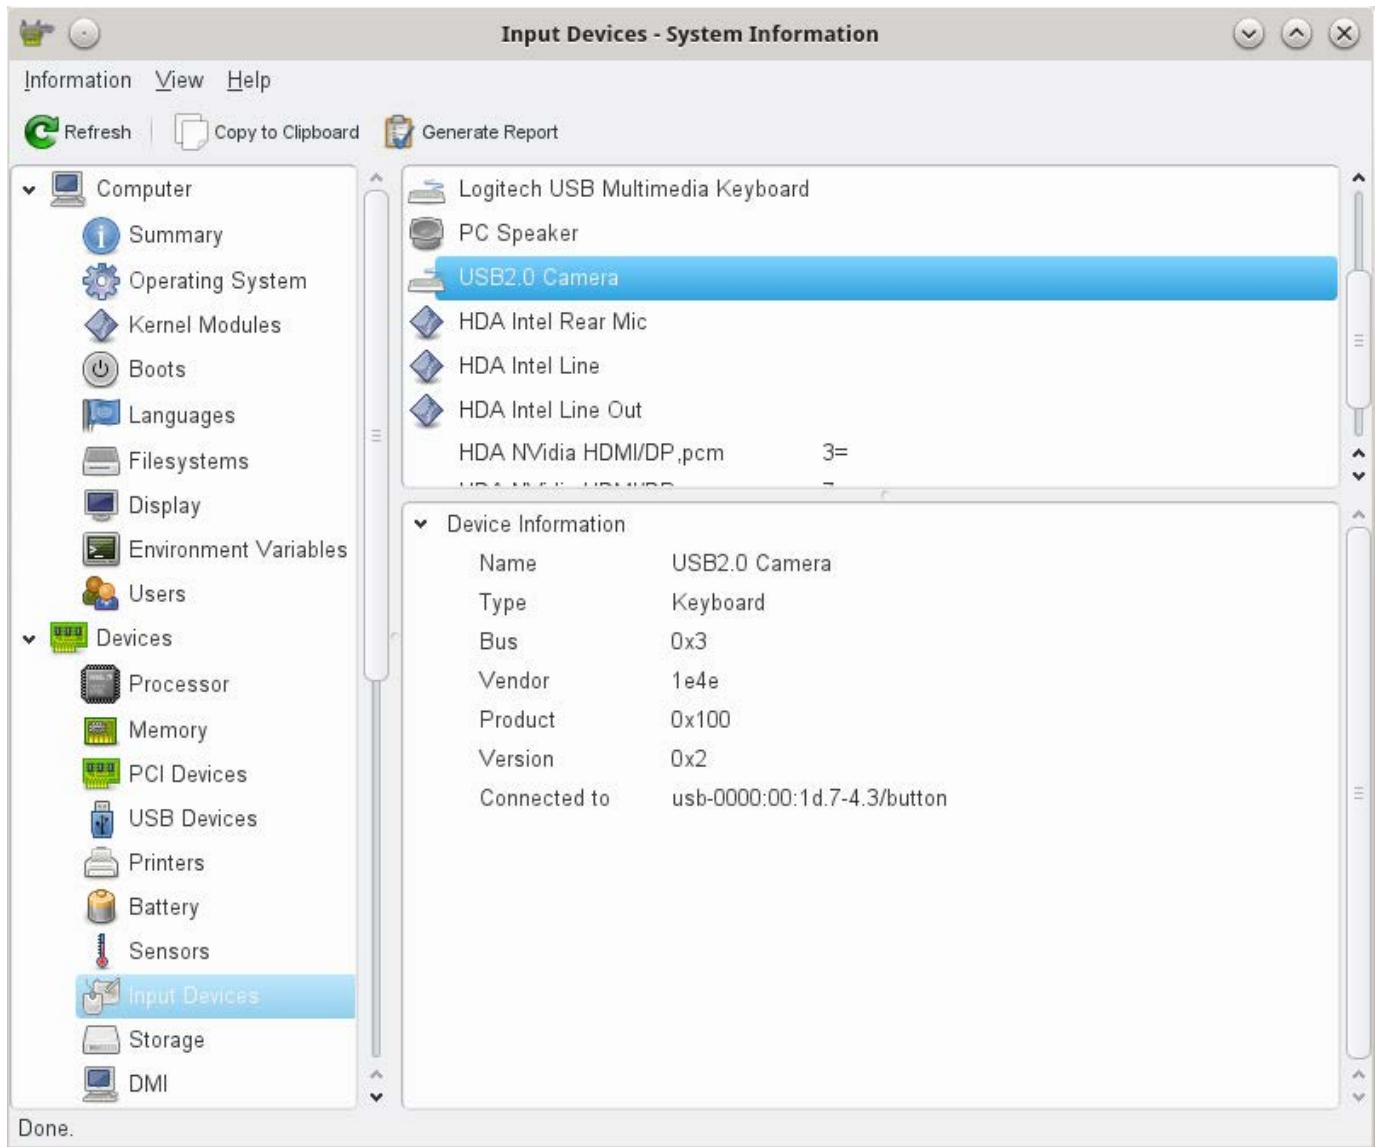 Input Devices - System Information
Information View Help
Refresh Copy to Clipboard Generate Report
Computer
Summary
Operating System
Kernel Modules
Boots
Languages
Filesystems
Display
Environment Variables
Users
Devices
Processor
Memory
PCI Devices
USB Devices
Printers
Battery
Sensors
Input Devices
Storage
DMI
Logitech USB Multimedia Keyboard
PC Speaker
USB2.0 Camera
HDA Intel Rear Mic
HDA Intel Line
HDA Intel Line Out
HDA NVidia HDMI/DP,pcm 3=
Device Information
Name USB2.0 Camera
Type Keyboard
Bus 0x3
Vendor 1e4e
Product 0x100
Version 0x2
Connected to usb-0000:00:1d.7-4.3/button
Done.